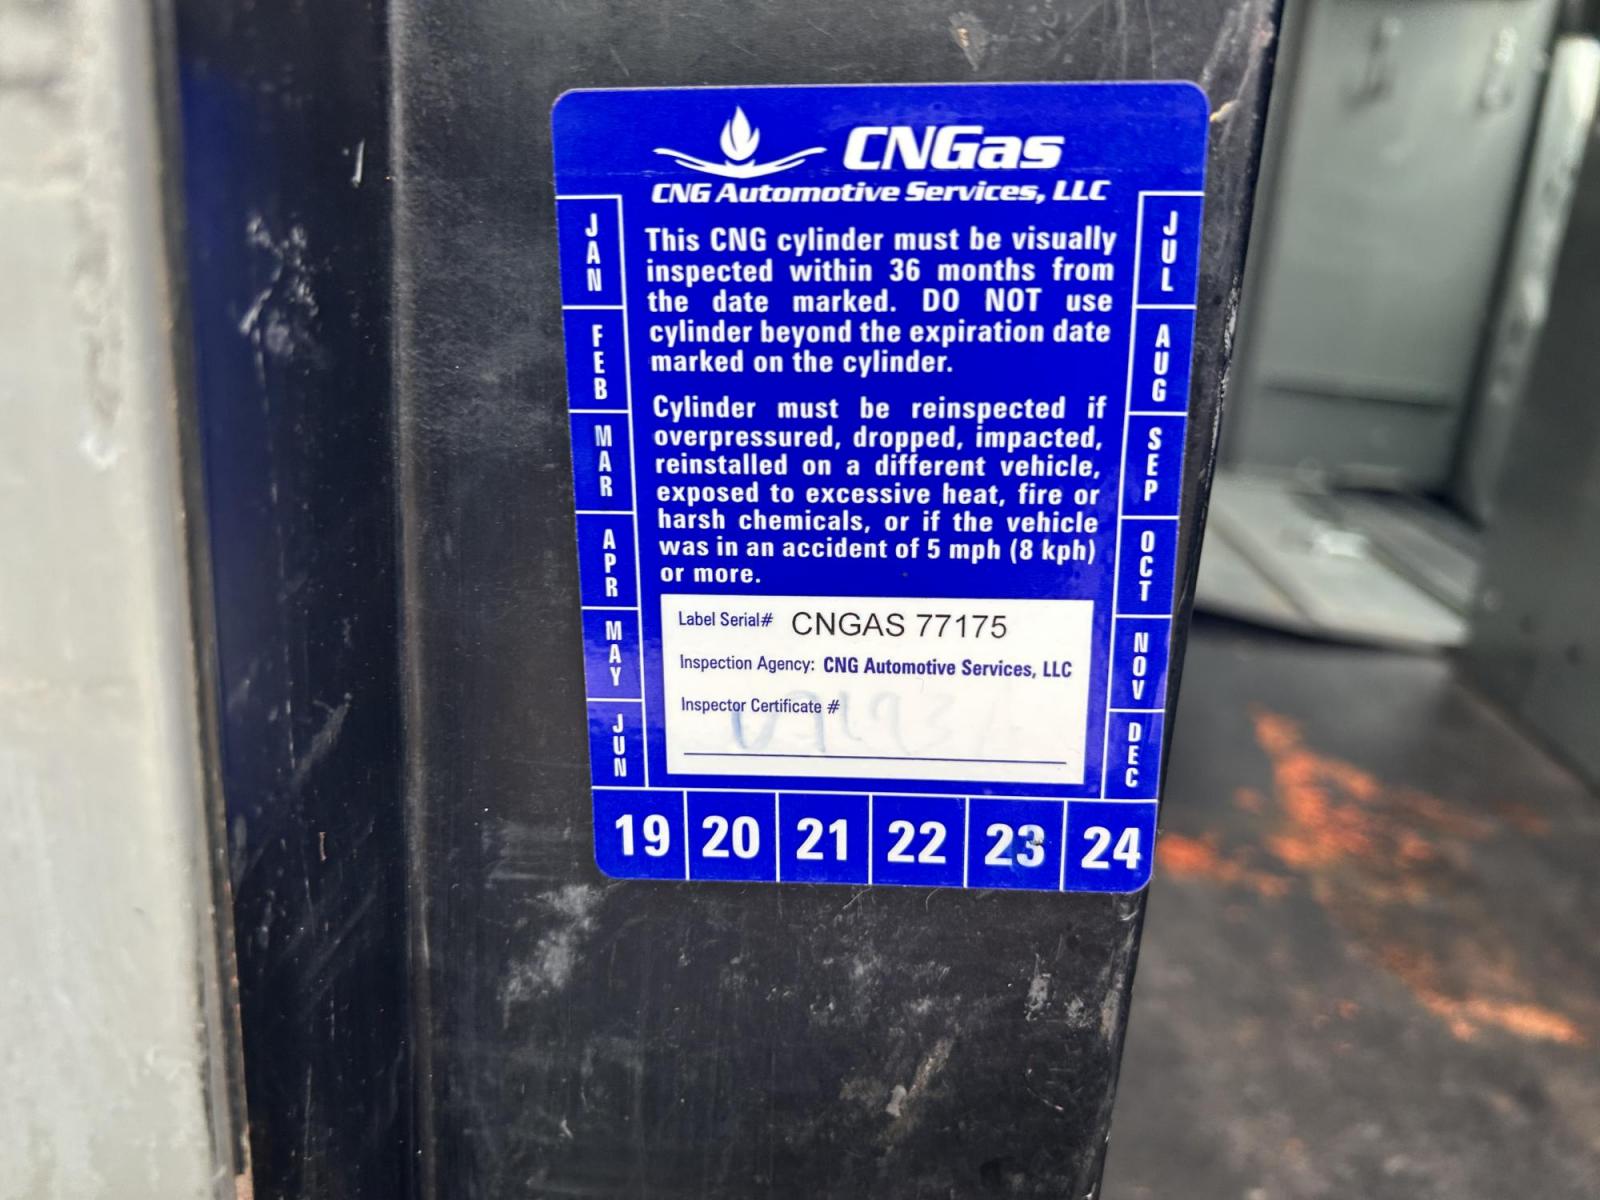 CNGas
CNG Automotive Services, LLC
JAN
FEB
MAR
APR
MAY
JUN
This CNG cylinder must be visually
inspected within 36 months from
the date marked. DO NOT use
cylinder beyond the expiration date
marked on the cylinder.
Cylinder must be reinspected if
overpressured, dropped, impacted,
reinstalled on a different vehicle,
exposed to excessive heat, fire or
harsh chemicals, or if the vehicle
was in an accident of 5 mph (8 kph)
or more.
Label Serial# CNGAS 77175
Inspection Agency: CNG Automotive Services, LLC
Inspector Certificate #
JUL
AUG
SEP
OCT
NOV
DEC
19 20 21 22 23 24